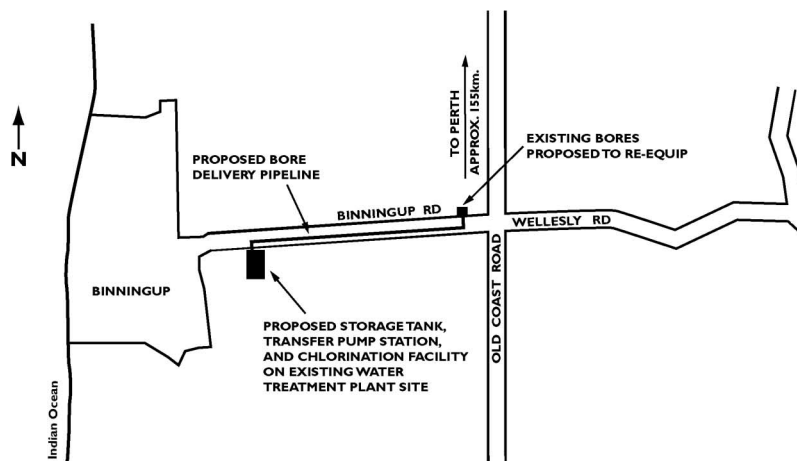 TO PERTH
APPROX. 155km.
EXISTING BORES
PROPOSED TO RE-EQUIP
PROPOSED BORE
DELIVERY PIPELINE
N
BINNINGUP RD
WELLESLY RD
BINNINGUP
OLD COAST ROAD
PROPOSED STORAGE TANK,
TRANSFER PUMP STATION,
AND CHLORINATION FACILITY
ON EXISTING WATER
TREATMENT PLANT SITE
Indian Ocean